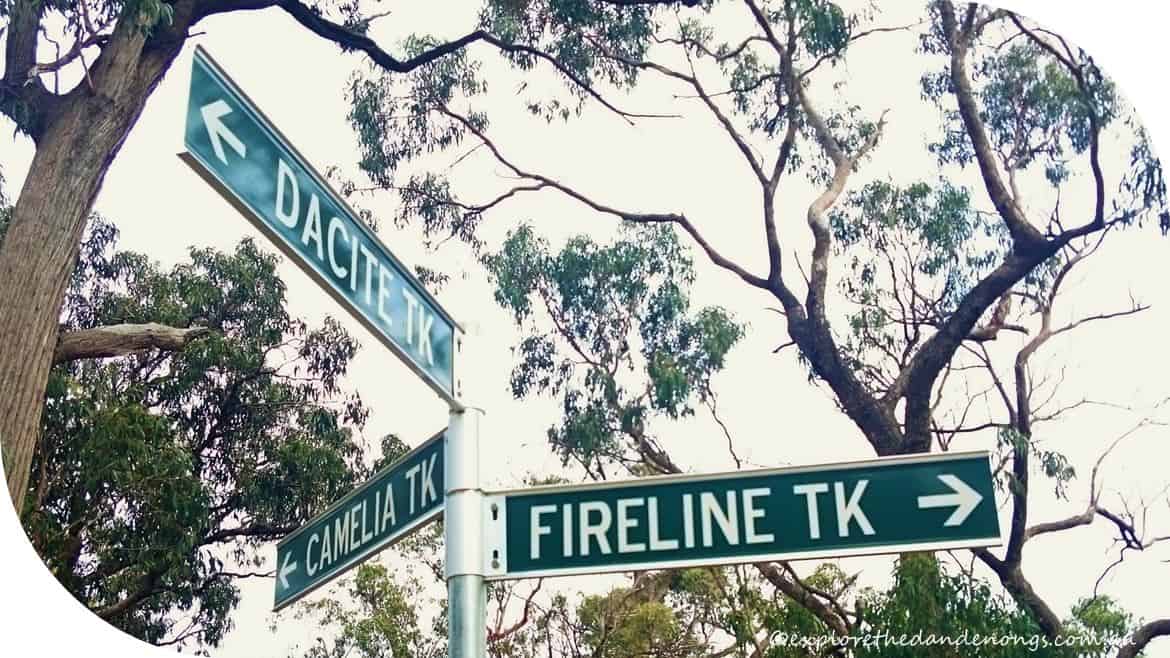 DACITE TK
CAMELIA TK
FIRELINE TK
@explorethedandenongs.com.au